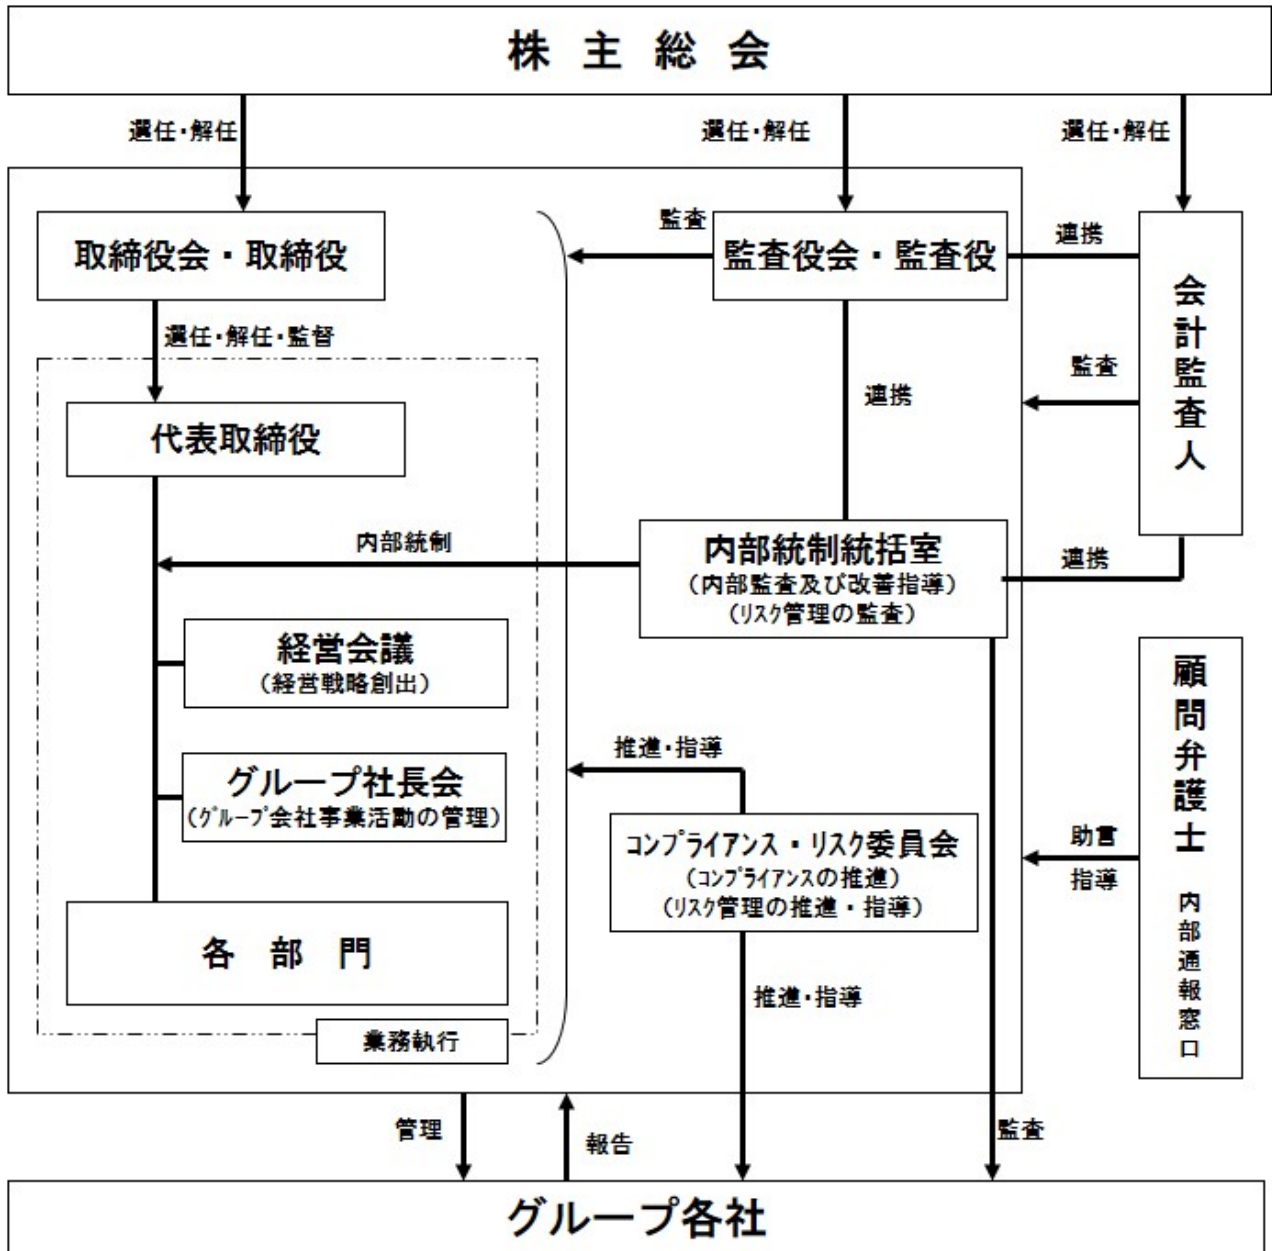 株 主 総 会
選任・解任
選任・解任
選任・解任
取締役会・取締役
監査
監査役会・監査役
連携
会計監査人
選任・解任・監督
監査
連携
代表取締役
内部統制
内部統制統括室
（内部監査及び改善指導）
（ﾘｽｸ管理の監査）
連携
経営会議
（経営戦略創出）
グループ社長会
（ｸﾞﾙｰﾌﾟ会社事業活動の管理）
推進・指導
ｺﾝﾌﾟﾗｲｱﾝｽ・ﾘｽｸ委員会
（ｺﾝﾌﾟﾗｲｱﾝｽの推進）
（ﾘｽｸ管理の推進・指導）
顧問弁護士 内部通報窓口
助言
指導
各 部 門
業務執行
推進・指導
管理
報告
監査
グループ各社